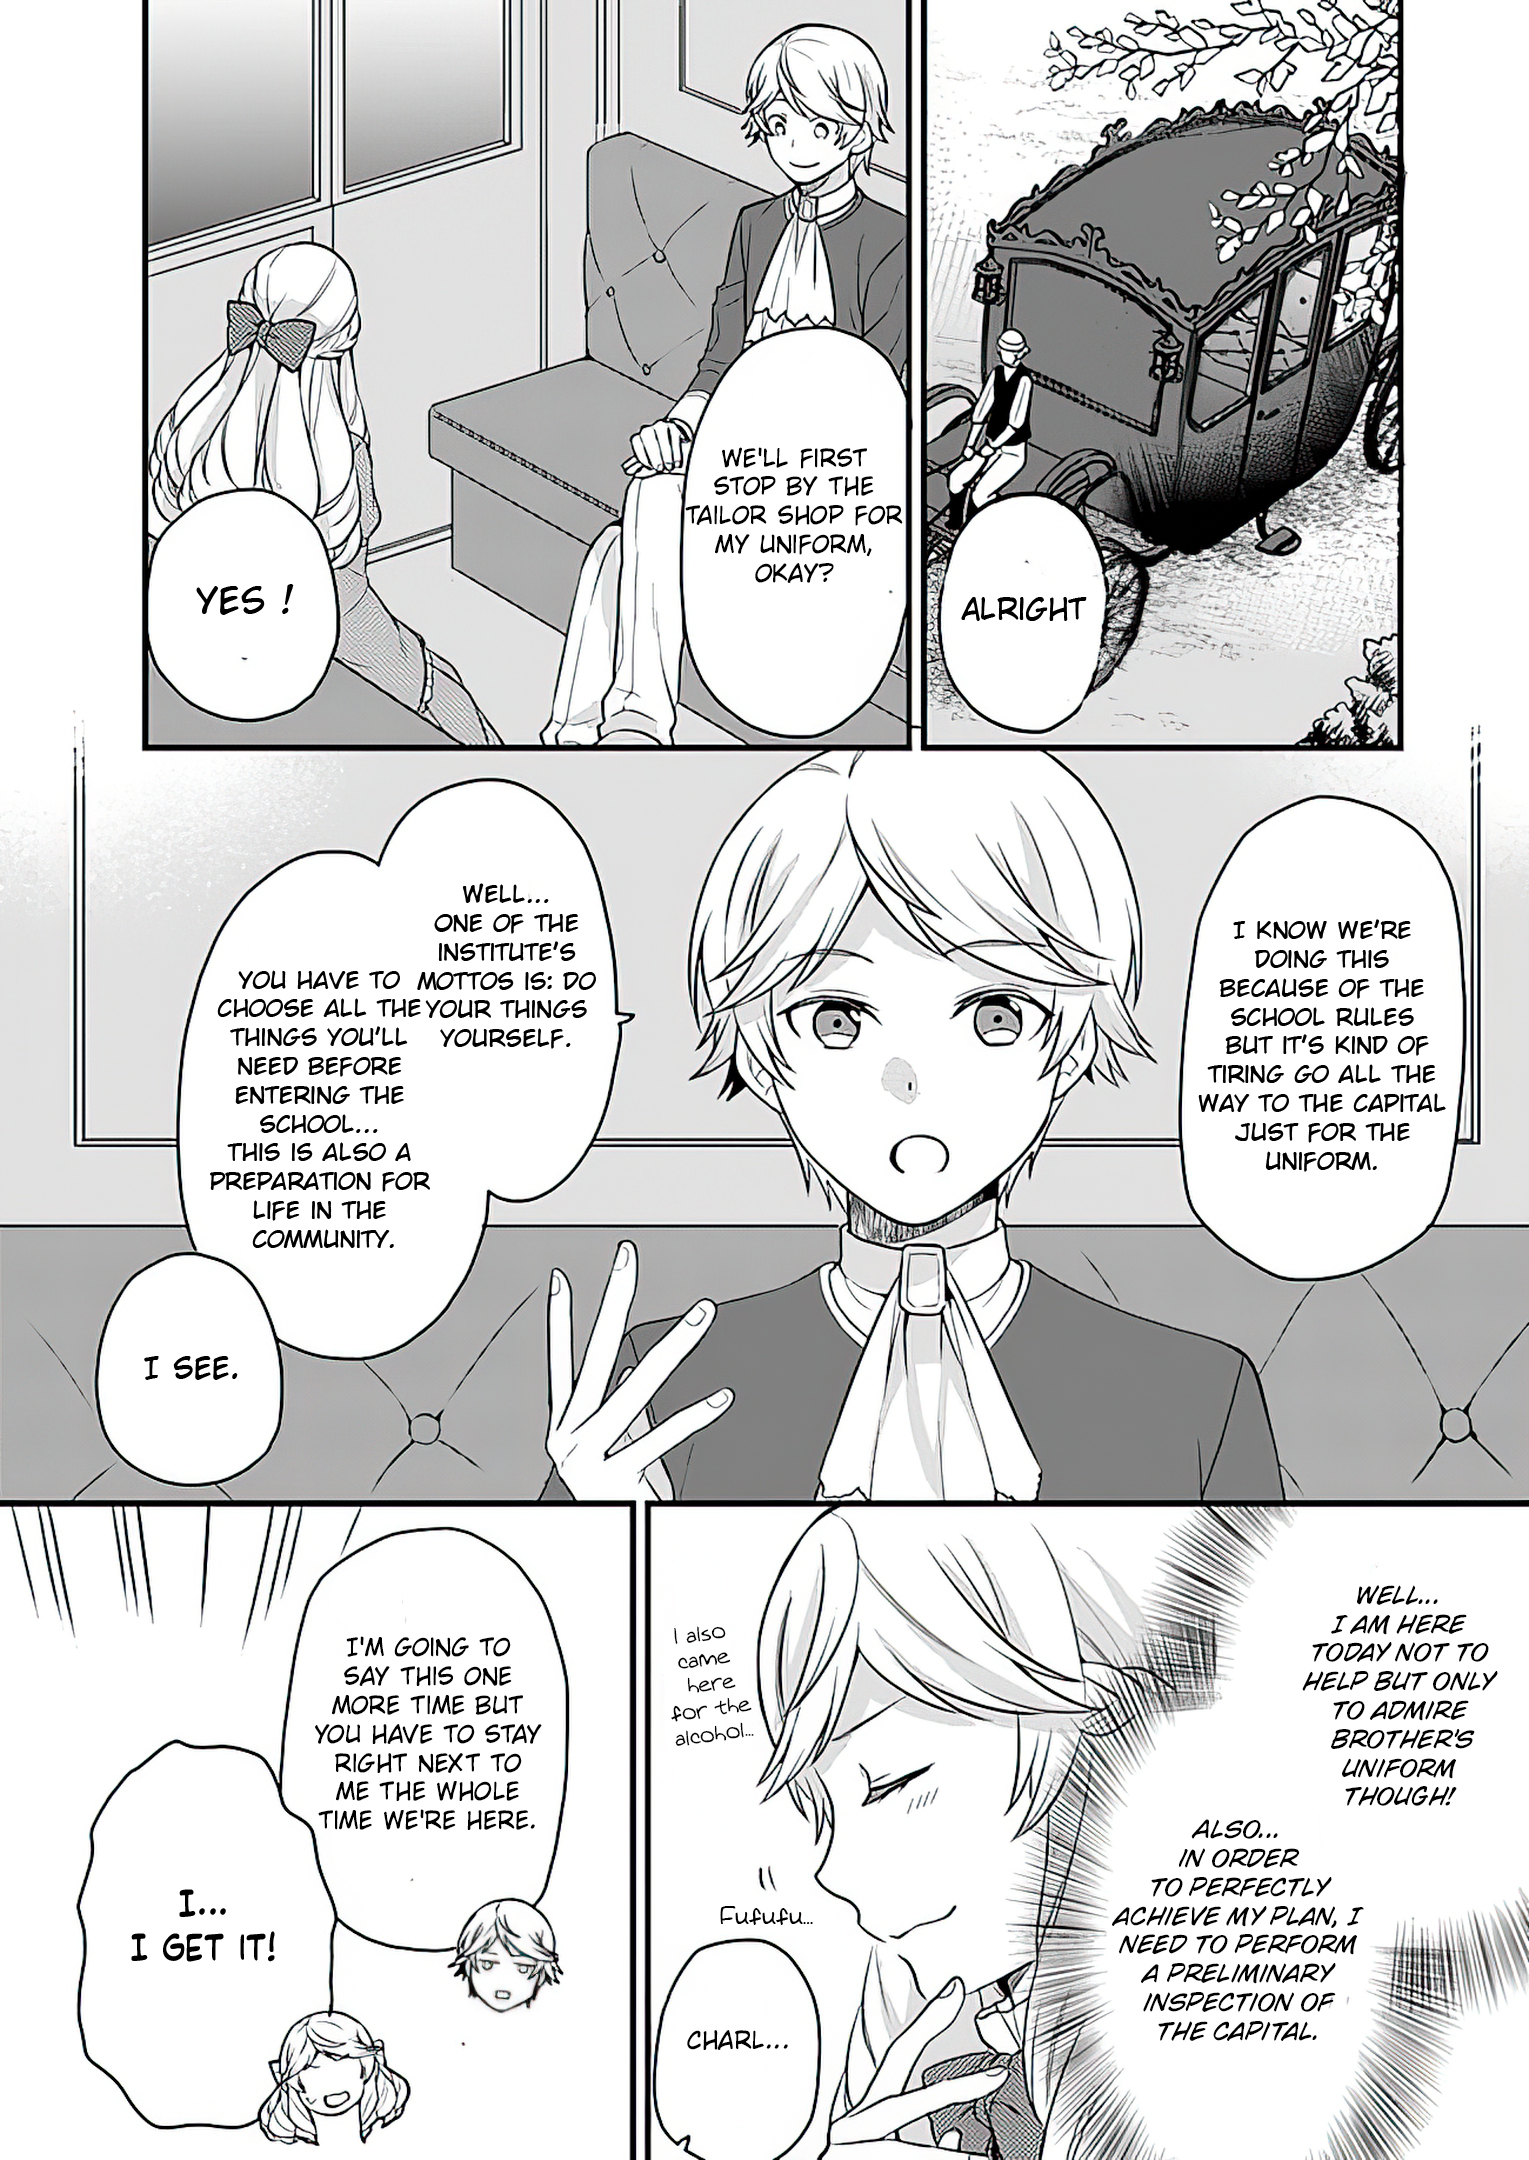 ALRIGHT
WE'LL FIRST
STOP BY THE
TAILOR SHOP FOR
MY UNIFORM,
OKAY?
YES !
I KNOW WE'RE
DOING THIS
BECAUSE OF THE
SCHOOL RULES
BUT IT'S KIND OF
TIRING GO ALL THE
WAY TO THE CAPITAL
JUST FOR THE
UNIFORM.
WELL...
ONE OF THE
INSTITUTE'S
MOTTOS IS: DO
YOUR THINGS
YOURSELF.
YOU HAVE TO
CHOOSE ALL THE
THINGS YOU'LL
NEED BEFORE
ENTERING THE
SCHOOL...
THIS IS ALSO A
PREPARATION FOR
LIFE IN THE
COMMUNITY.
I SEE.
WELL...
I AM HERE
TODAY NOT TO
HELP BUT ONLY
TO ADMIRE
BROTHER'S
UNIFORM
THOUGH!
ALSO...
IN ORDER
TO PERFECTLY
ACHIEVE MY PLAN, I
NEED TO PERFORM
A PRELIMINARY
INSPECTION OF
THE CAPITAL.
I also
came
here
for the
alcohol...
Fufufu...
CHARL...
I'M GOING TO
SAY THIS ONE
MORE TIME BUT
YOU HAVE TO STAY
RIGHT NEXT TO
ME THE WHOLE
TIME WE'RE HERE.
I...
I GET IT!